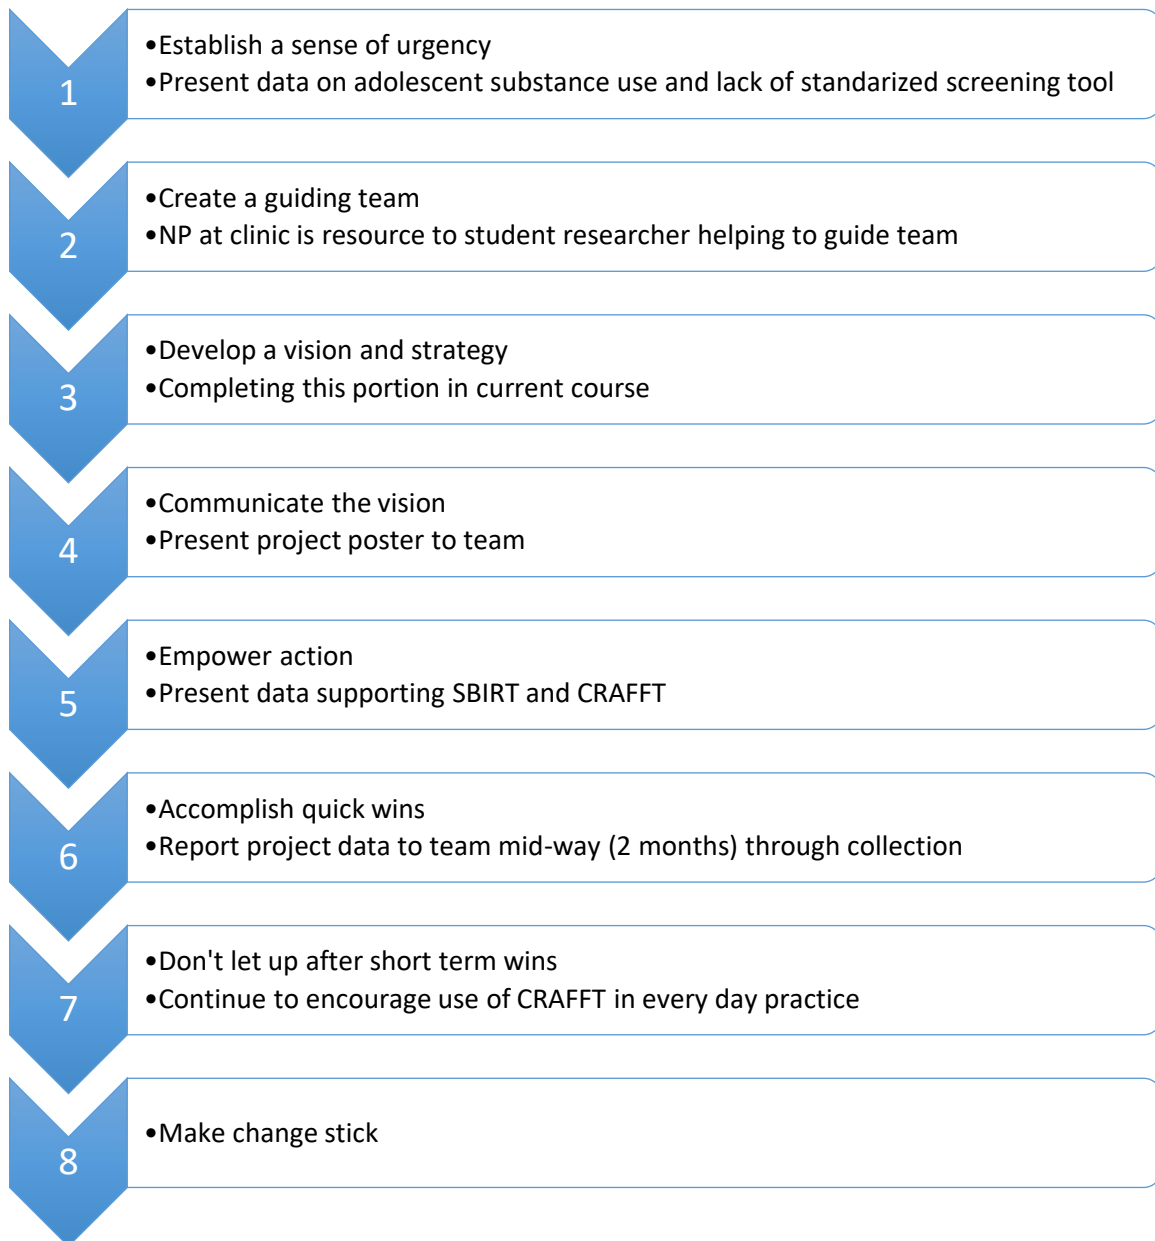 1
•Establish a sense of urgency
•Present data on adolescent substance use and lack of standarized screening tool
2
•Create a guiding team
•NP at clinic is resource to student researcher helping to guide team
3
•Develop a vision and strategy
•Completing this portion in current course
4
•Communicate the vision
•Present project poster to team
5
•Empower action
•Present data supporting SBIRT and CRAFFT
6
•Accomplish quick wins
•Report project data to team mid-way (2 months) through collection
7
•Don't let up after short term wins
•Continue to encourage use of CRAFFT in every day practice
8
•Make change stick